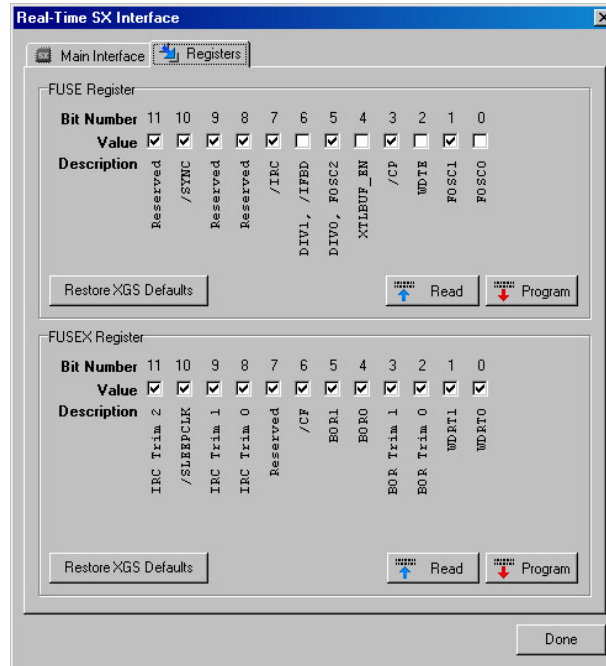 Real-Time SX Interface
SX Main Interface Registers
FUSE Register
Bit Number 11 10 9 8 7 6 5 4 3 2 1 0
Value
Description Reserved /SYNC Reserved Reserved /IRC DIV1, /IFBD DIV0, FOSC2 XTLBUF_EN /CP WDTE FOSC1 FOSC0
Restore XGS Defaults Read Program
FUSEX Register
Bit Number 11 10 9 8 7 6 5 4 3 2 1 0
Value
Description IRC Trim 2 /SLEEPCLK IRC Trim 1 IRC Trim 0 Reserved /CF BOR1 BOR0 BOR Trim 1 BOR Trim 0 WDRT1 WDRT0
Restore XGS Defaults Read Program
Done